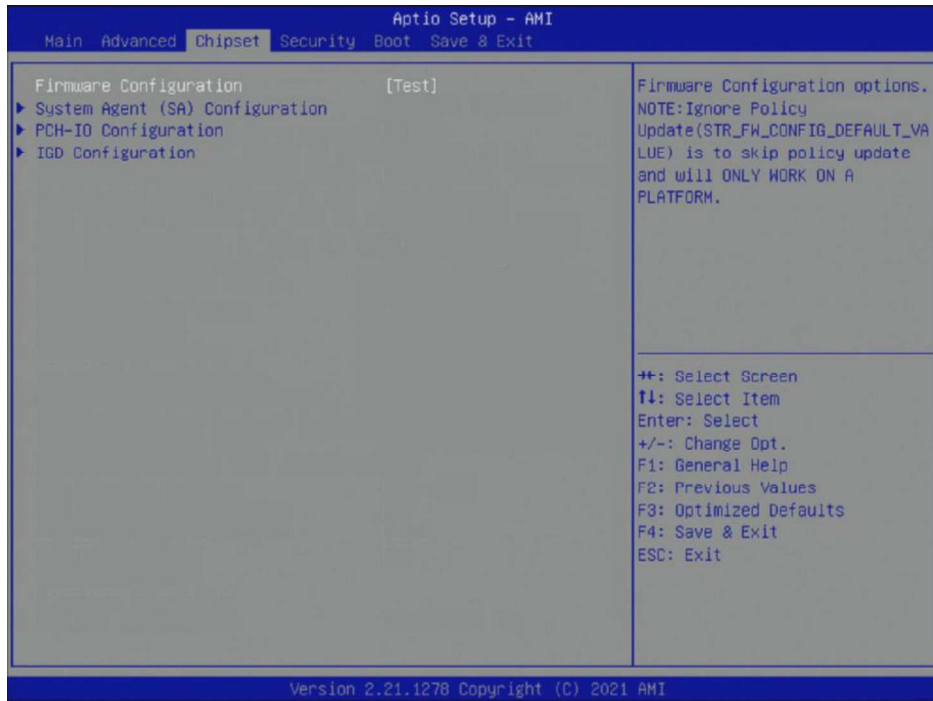 Aptio Setup – AMI
Main Advanced Chipset Security Boot Save & Exit
Firmware Configuration [Test]
System Agent (SA) Configuration
PCH-IO Configuration
IGD Configuration
Firmware Configuration options.
NOTE:Ignore Policy
Update(STR_FW_CONFIG_DEFAULT_VA
LUE) is to skip policy update
and will ONLY WORK ON A
PLATFORM.
→←: Select Screen
↑↓: Select Item
Enter: Select
+/-: Change Opt.
F1: General Help
F2: Previous Values
F3: Optimized Defaults
F4: Save & Exit
ESC: Exit
Version 2.21.1278 Copyright (C) 2021 AMI